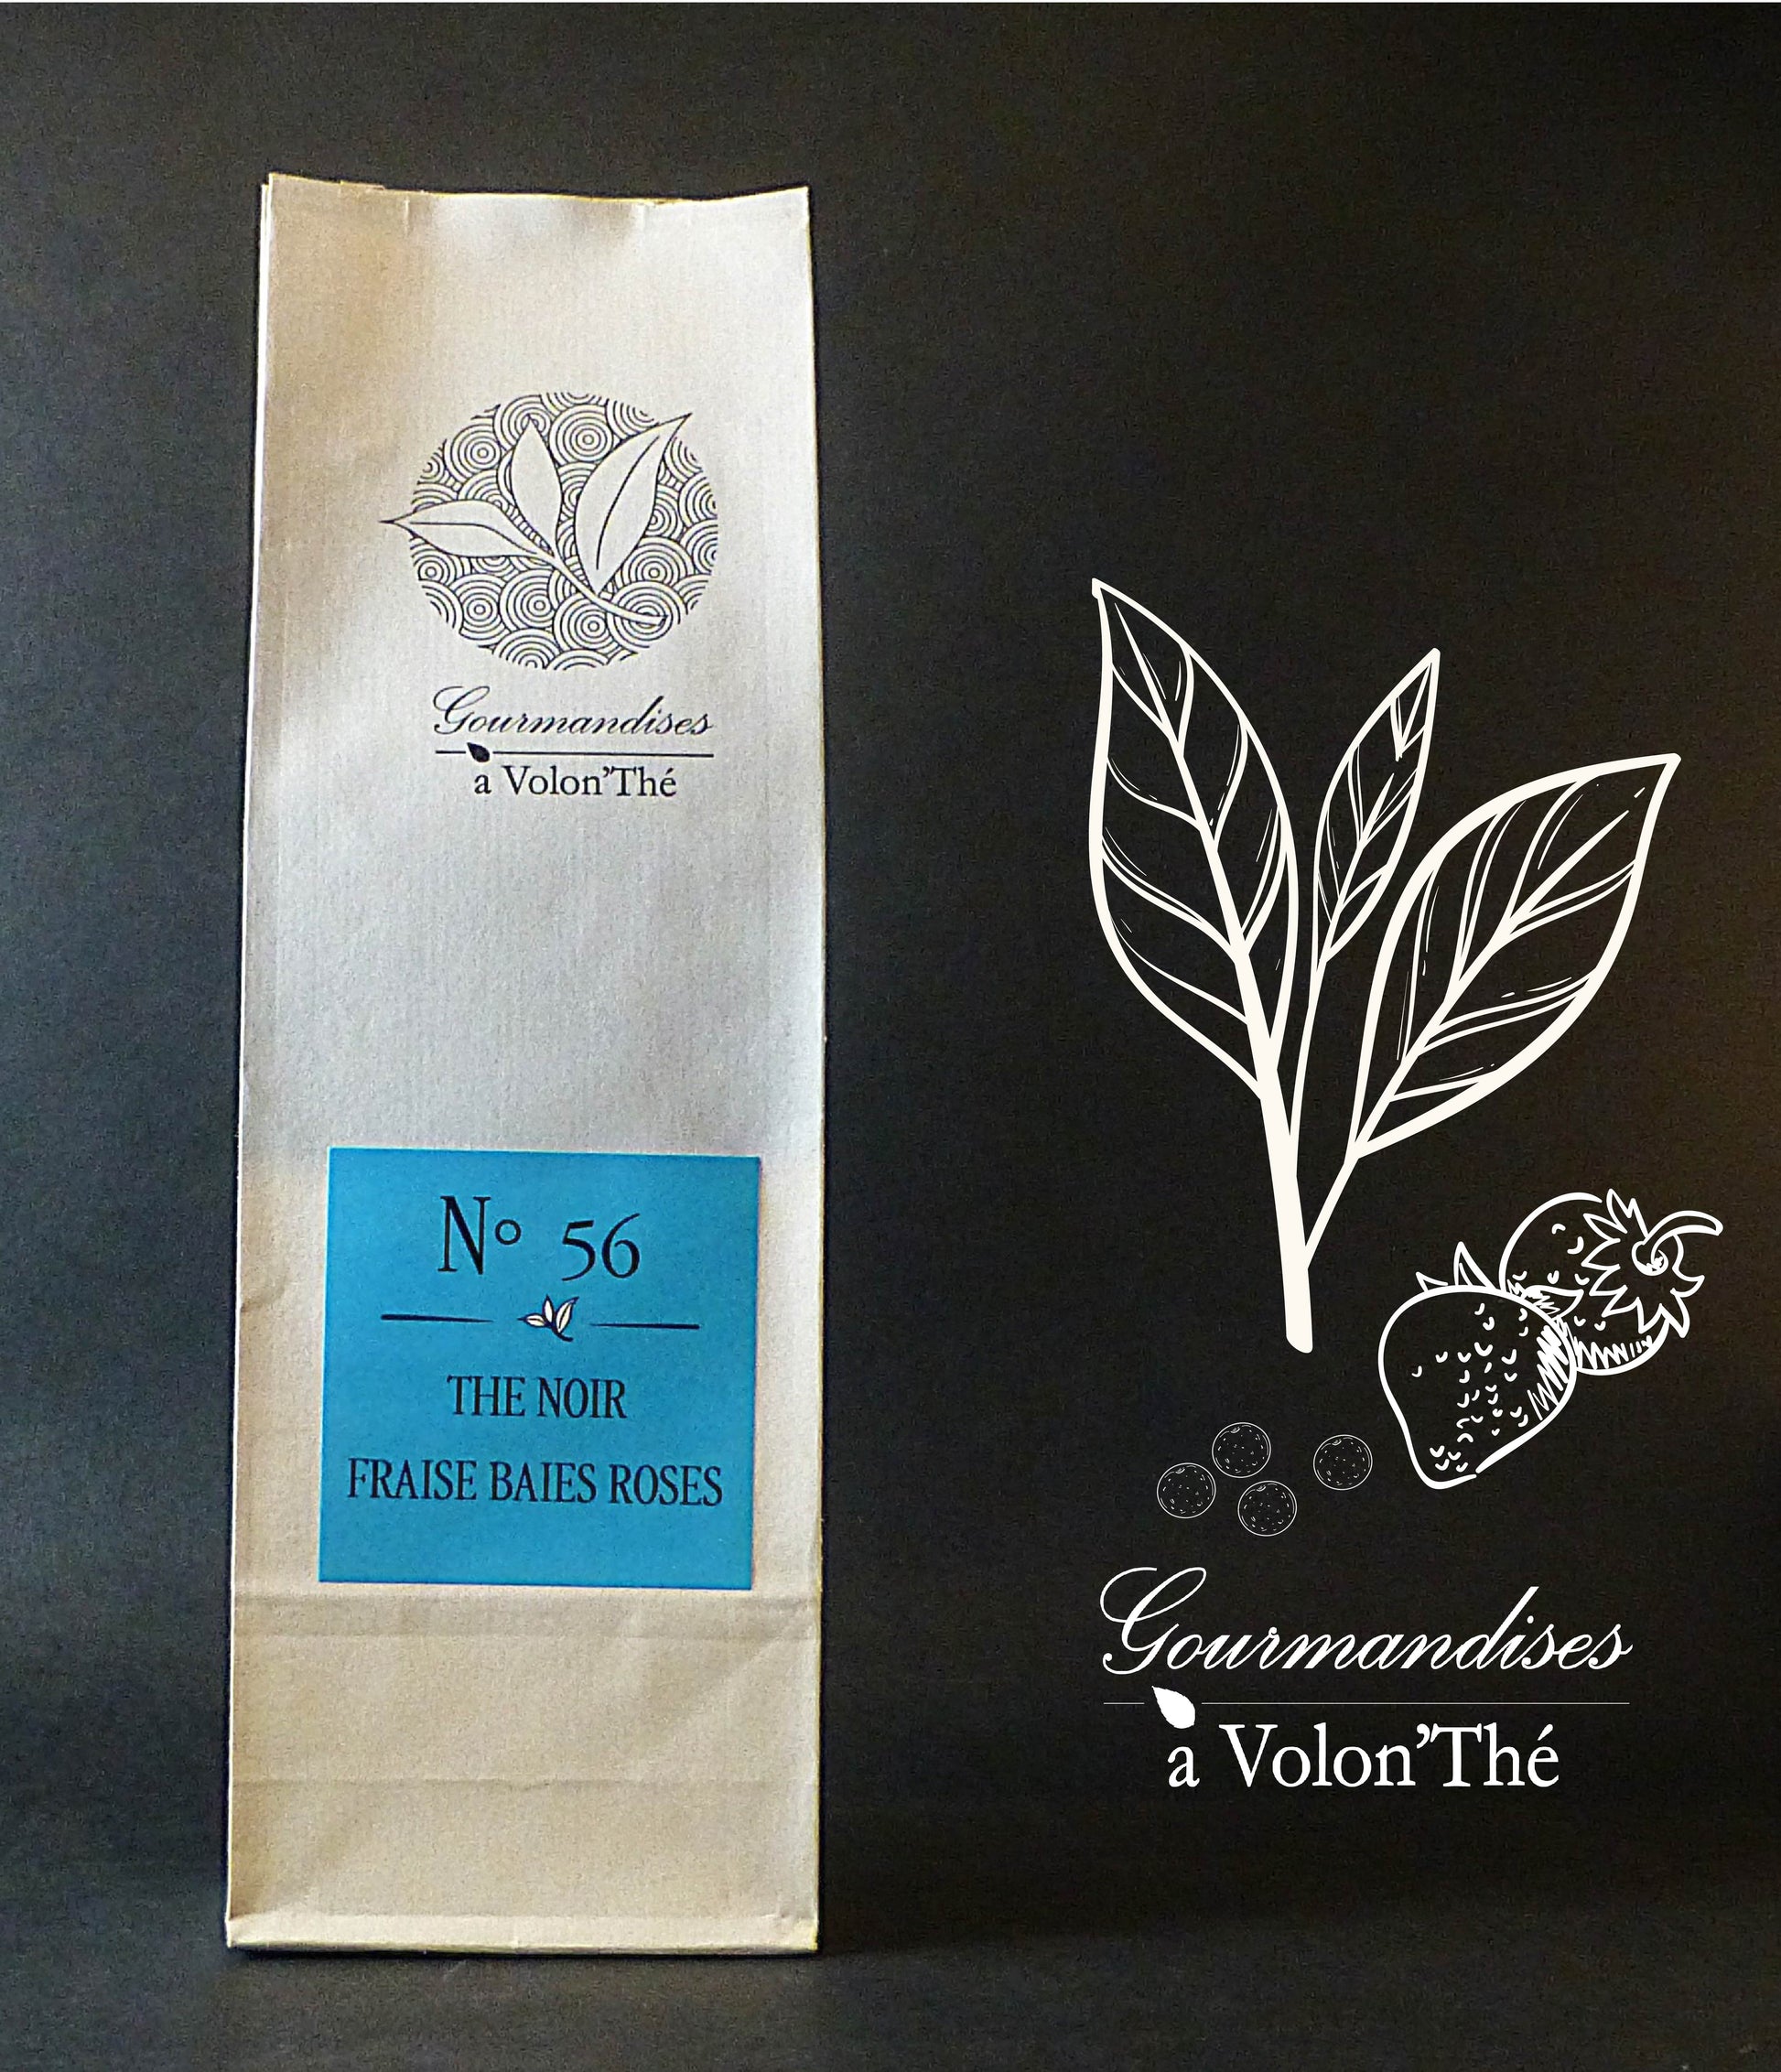 Gourmandises
a Volon'Thé
N° 56
THE NOIR
FRAISE BAIES ROSES
Gourmandises
a Volon'Thé